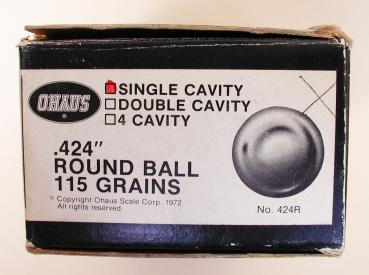 OHAUS
®
SINGLE CAVITY
DOUBLE CAVITY
4 CAVITY
.424"
ROUND BALL
115 GRAINS
© Copyright Ohaus Scale Corp. 1972
All rights reserved.
No. 424R